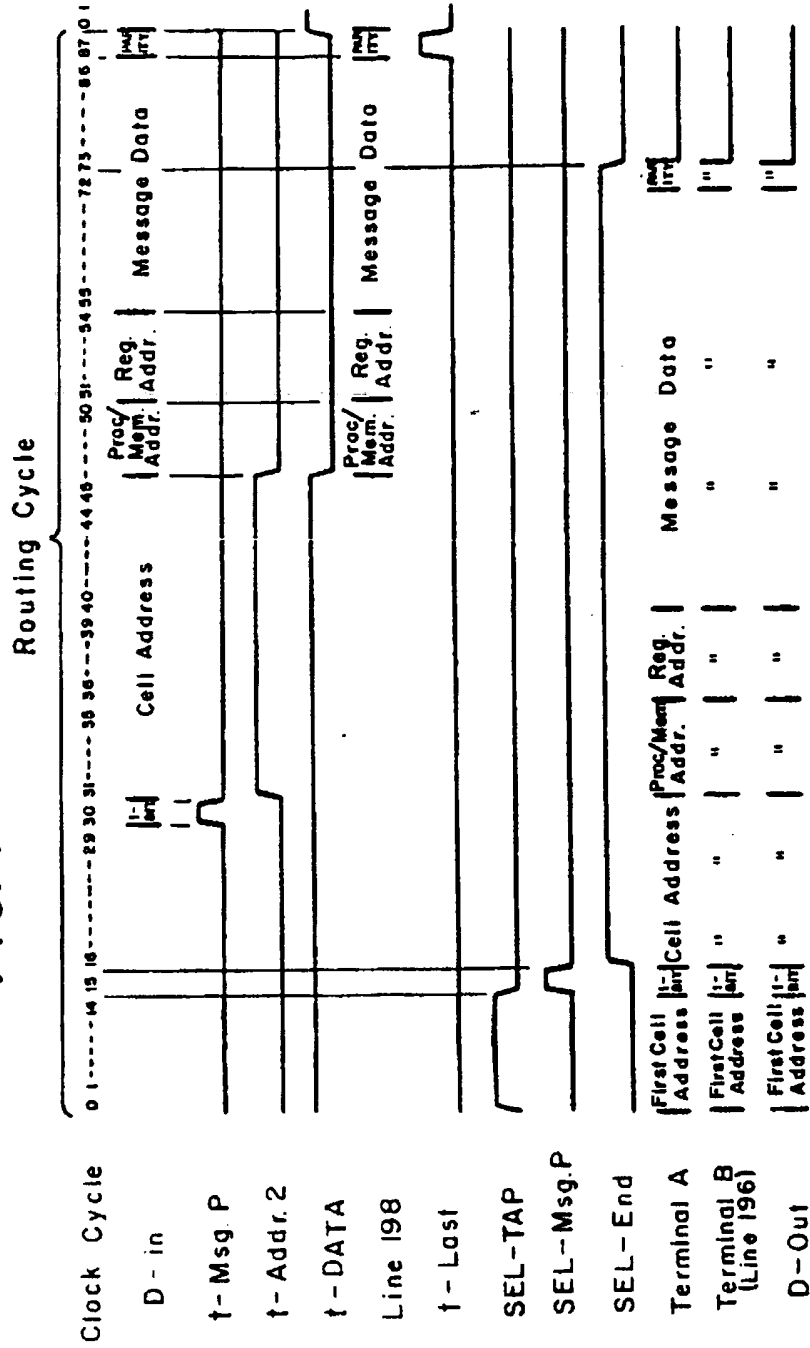 Routing Cycle
Clock Cycle 0 1-----14 15 16-------29 30 31----35 36---39 40----44 45----50 51---54 55-----72 73-----86 87 0 1
D-in |1-BIT| Cell Address |Proc/Mem. Addr.| Reg. Addr. | Message Data |PARITY|
t-Msg. P
t-Addr. 2
t-DATA
Line 198 |Proc/Mem. Addr.| Reg. Addr. | Message Data |PARITY|
t-Last
SEL-TAP
SEL-Msg.P
SEL-End
Terminal A |First Cell Address |1-BIT| Cell Address |Proc/Mem Addr.| Reg. Addr. | Message Data |PARITY|
Terminal B (Line 196) |First Cell Address |1-BIT| " | " | " | " " | " |
D-Out |First Cell Address |1-BIT| " | " | " | " " | " |